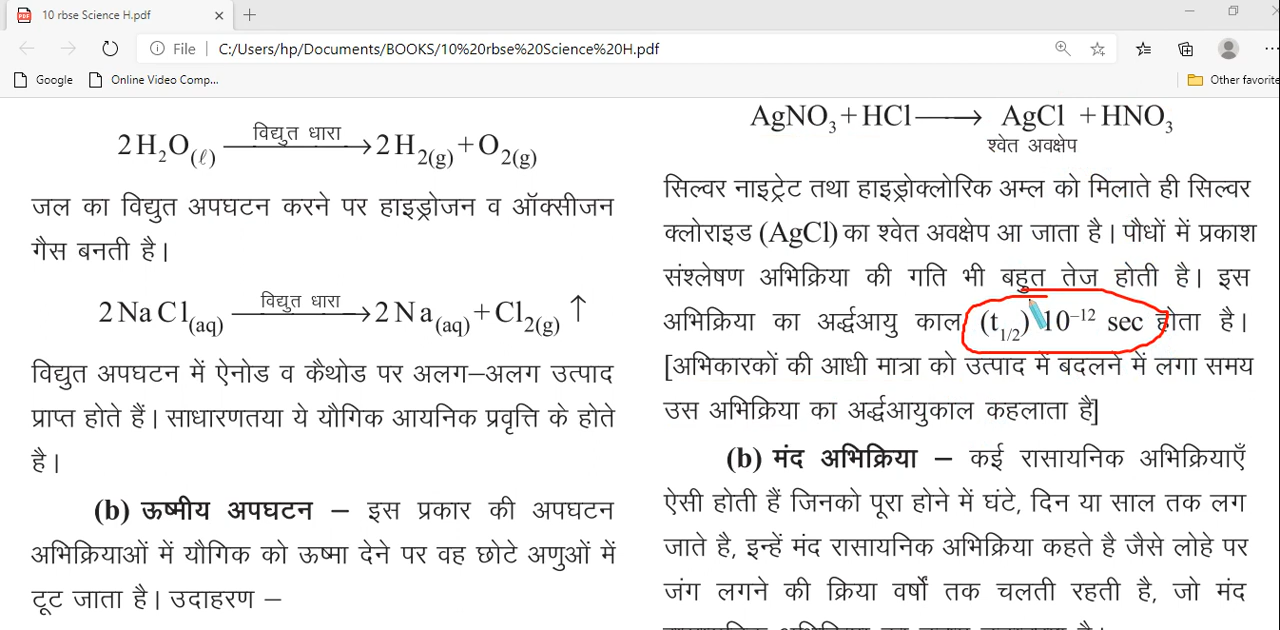 10 rbse Science H.pdf
File C:/Users/hp/Documents/BOOKS/10%20rbse%20Science%20H.pdf
Google Online Video Comp... Other favorite
2H₂O(ℓ) विद्युत धारा → 2H₂(g) + O₂(g)
जल का विद्युत अपघटन करने पर हाइड्रोजन व ऑक्सीजन
गैस बनती है।
2NaCl(aq) विद्युत धारा → 2Na(aq) + Cl₂(g) ↑
विद्युत अपघटन में ऐनोड व कैथोड पर अलग–अलग उत्पाद
प्राप्त होते हैं। साधारणतया ये यौगिक आयनिक प्रवृत्ति के होते
है।
(b) ऊष्मीय अपघटन – इस प्रकार की अपघटन
अभिक्रियाओं में यौगिक को ऊष्मा देने पर वह छोटे अणुओं में
टूट जाता है। उदाहरण –
AgNO₃ + HCl → AgCl + HNO₃
श्वेत अवक्षेप
सिल्वर नाइट्रेट तथा हाइड्रोक्लोरिक अम्ल को मिलाते ही सिल्वर
क्लोराइड (AgCl) का श्वेत अवक्षेप आ जाता है। पौधों में प्रकाश
संश्लेषण अभिक्रिया की गति भी बहुत तेज होती है। इस
अभिक्रिया का अर्द्धआयु काल (t1/2) 10⁻¹² sec होता है।
[अभिकारकों की आधी मात्रा को उत्पाद में बदलने में लगा समय
उस अभिक्रिया का अर्द्धआयुकाल कहलाता है]
(b) मंद अभिक्रिया – कई रासायनिक अभिक्रियाएँ
ऐसी होती हैं जिनको पूरा होने में घंटे, दिन या साल तक लग
जाते है, इन्हें मंद रासायनिक अभिक्रिया कहते है जैसे लोहे पर
जंग लगने की क्रिया वर्षों तक चलती रहती है, जो मंद